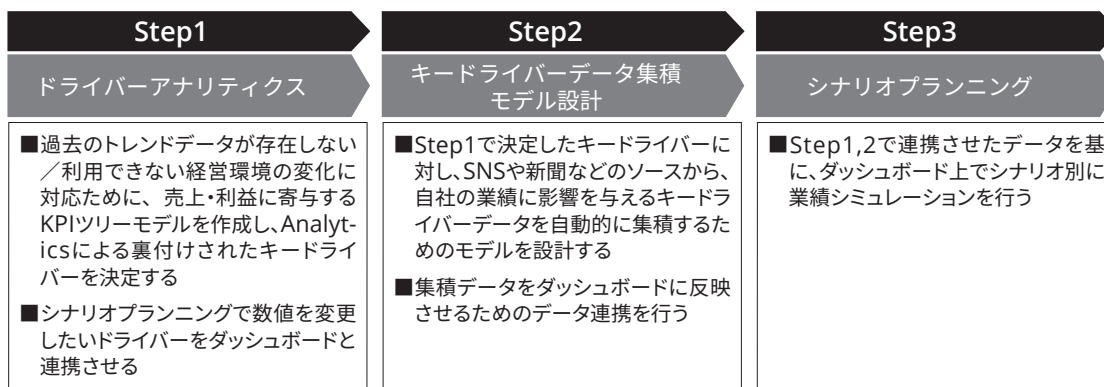 Step1
ドライバーアナリティクス
■過去のトレンドデータが存在しない
／利用できない経営環境の変化に
対応ために、売上・利益に寄与する
KPIツリーモデルを作成し、Analyt-
icsによる裏付けされたキードライ
バーを決定する
■シナリオプランニングで数値を変更
したいドライバーをダッシュボードと
連携させる
Step2
キードライバーデータ集積
モデル設計
■Step1で決定したキードライバーに
対し、SNSや新聞などのソースから、
自社の業績に影響を与えるキードラ
イバーデータを自動的に集積するた
めのモデルを設計する
■集積データをダッシュボードに反映
させるためのデータ連携を行う
Step3
シナリオプランニング
■Step1,2で連携させたデータを基
に、ダッシュボード上でシナリオ別に
業績シミュレーションを行う